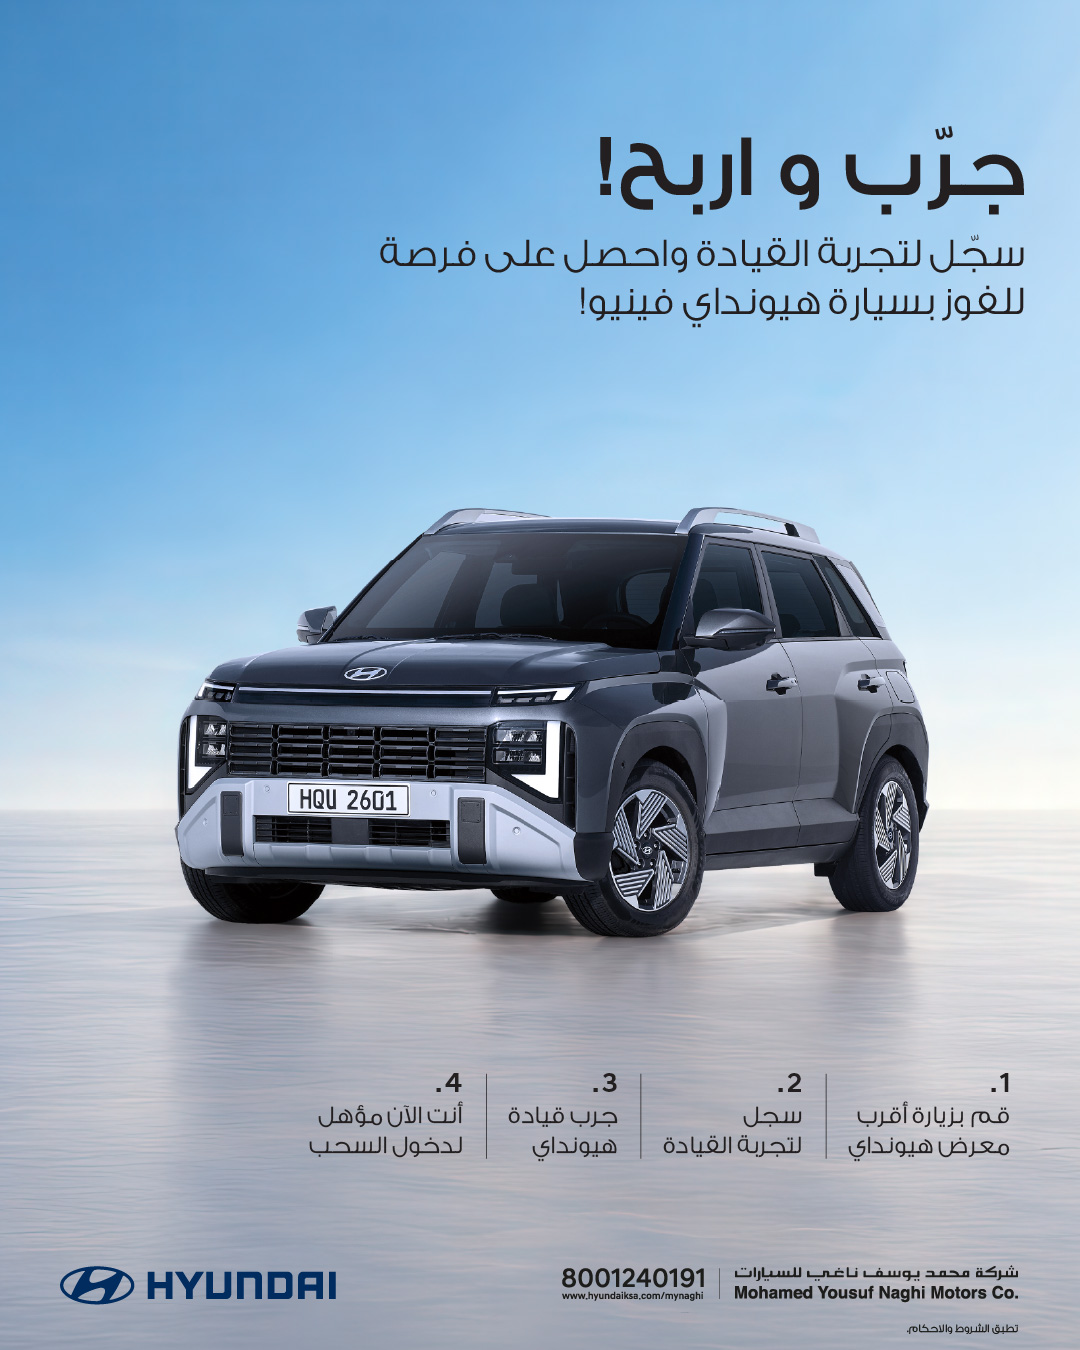 جرّب و اربح!
سجّل لتجربة القيادة واحصل على فرصة
للفوز بسيارة هيونداي فينيو!
HQU 2601
1.
قم بزيارة أقرب
معرض هيونداي
2.
سجل
لتجربة القيادة
3.
جرب قيادة
هيونداي
4.
أنت الآن مؤهل
لدخول السحب
شركة محمد يوسف ناغي للسيارات
Mohamed Yousuf Naghi Motors Co.
8001240191
www.hyundaiksa.com/mynaghi
HYUNDAI
تطبق الشروط والاحكام.